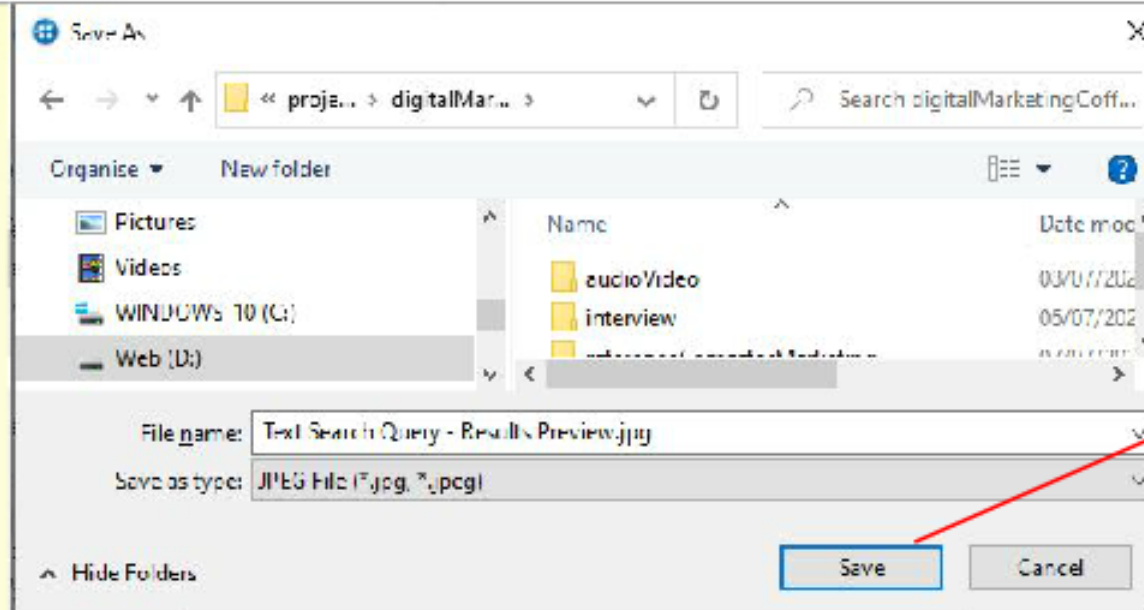 Save As
« proje... > digitalMar... >
Search digitalMarketingCoff...
Organise
New folder
Pictures
Videos
WINDOWS 10 (C:)
Web (D:)
Name
Date mod
audioVideo
03/07/202
interview
05/07/202
File name: Text Search Query - Results Preview.jpg
Save as type: JPEG File (*.jpg, *.jpeg)
Hide Folders
Save
Cancel